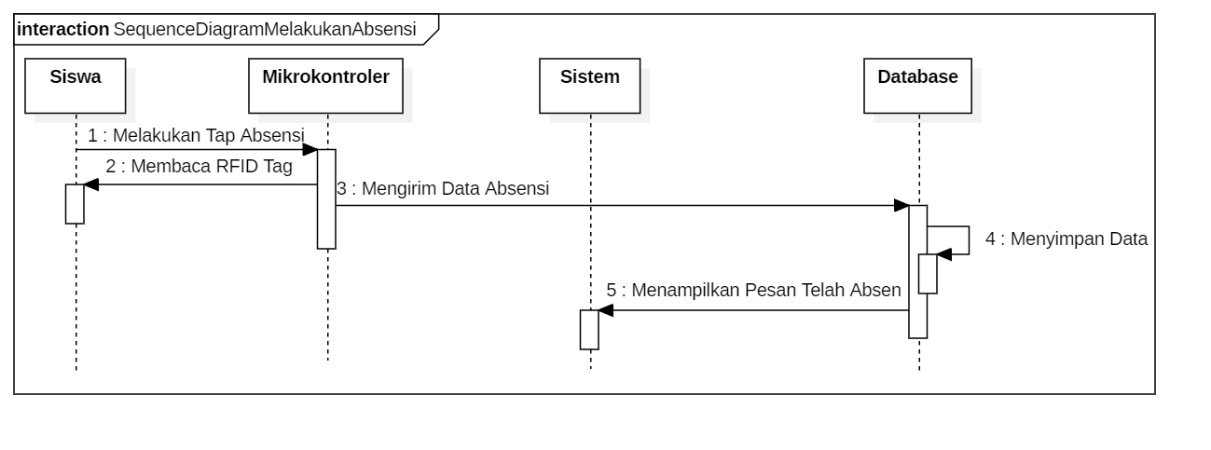 interaction SequenceDiagramMelakukanAbsensi
Siswa
Mikrokontroler
Sistem
Database
1 : Melakukan Tap Absensi
2 : Membaca RFID Tag
3 : Mengirim Data Absensi
4 : Menyimpan Data
5 : Menampilkan Pesan Telah Absen